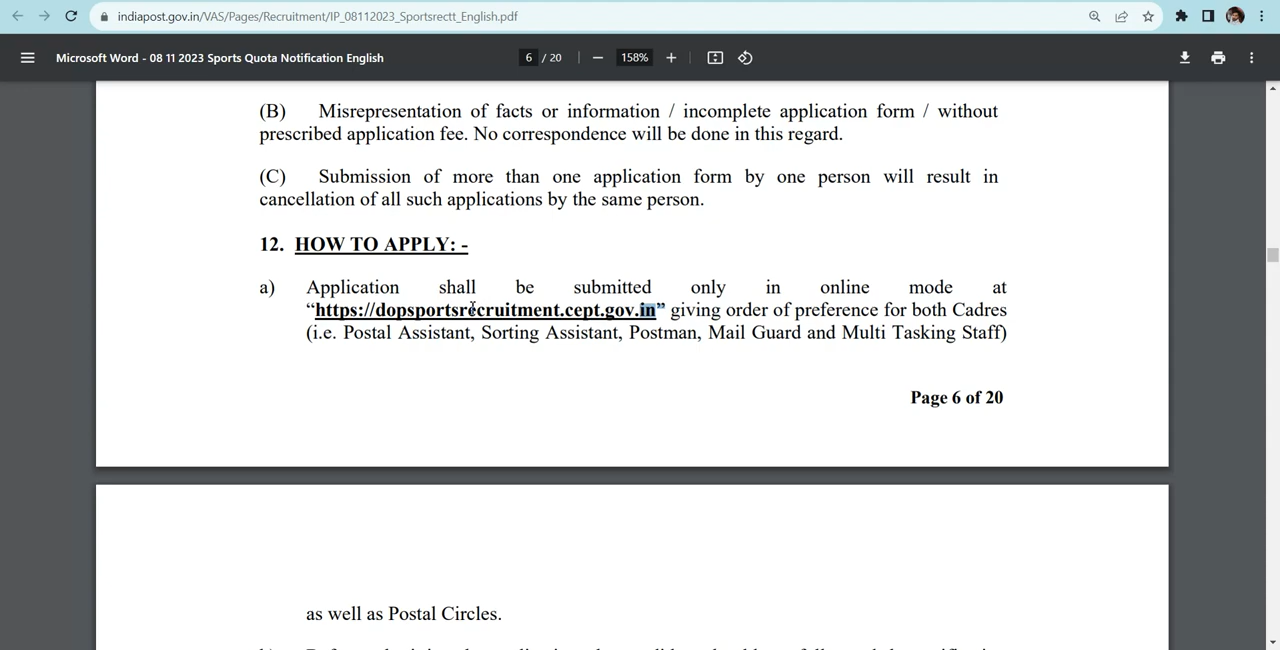 indiapost.gov.in/VAS/Pages/Recruitment/IP_08112023_Sportsrectt_English.pdf
Microsoft Word - 08 11 2023 Sports Quota Notification English
6 / 20
158%
(B) Misrepresentation of facts or information / incomplete application form / without
prescribed application fee. No correspondence will be done in this regard.
(C) Submission of more than one application form by one person will result in
cancellation of all such applications by the same person.
12. HOW TO APPLY: -
a) Application shall be submitted only in online mode at
“https://dopsportsrecruitment.cept.gov.in” giving order of preference for both Cadres
(i.e. Postal Assistant, Sorting Assistant, Postman, Mail Guard and Multi Tasking Staff)
Page 6 of 20
as well as Postal Circles.